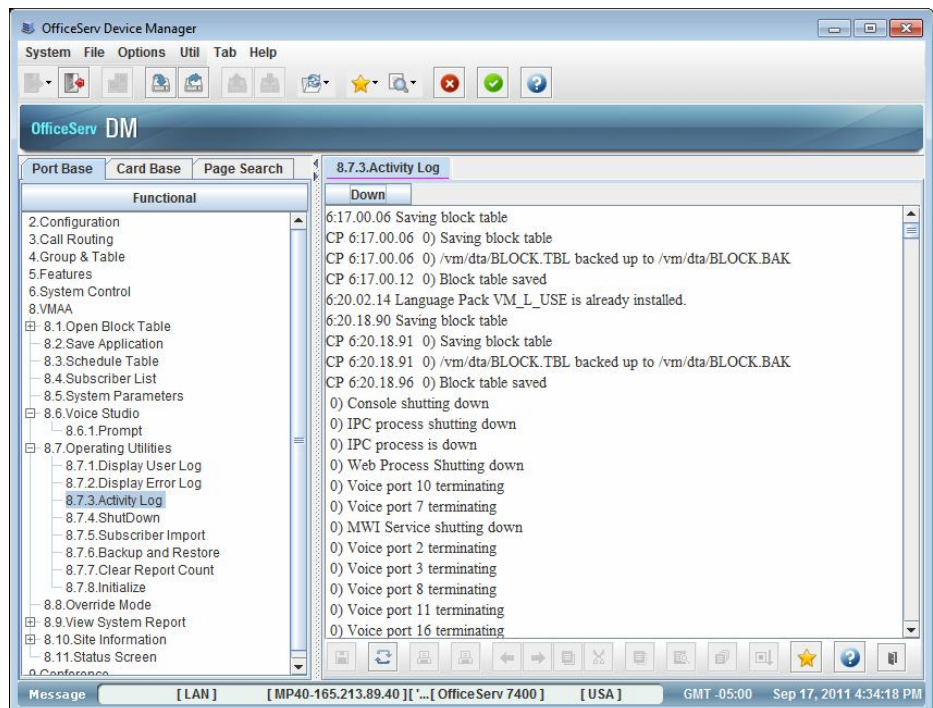 OfficeServ Device Manager
System File Options Util Tab Help
OfficeServ DM
Port Base Card Base Page Search
Functional
2.Configuration
3.Call Routing
4.Group & Table
5.Features
6.System Control
8.VMAA
8.1.Open Block Table
8.2.Save Application
8.3.Schedule Table
8.4.Subscriber List
8.5.System Parameters
8.6.Voice Studio
8.6.1.Prompt
8.7.Operating Utilities
8.7.1.Display User Log
8.7.2.Display Error Log
8.7.3.Activity Log
8.7.4.ShutDown
8.7.5.Subscriber Import
8.7.6.Backup and Restore
8.7.7.Clear Report Count
8.7.8.Initialize
8.8.Override Mode
8.9.View System Report
8.10.Site Information
8.11.Status Screen
9.Conference
8.7.3.Activity Log
Down
6:17.00.06 Saving block table
CP 6:17.00.06 0) Saving block table
CP 6:17.00.06 0) /vm/dta/BLOCK.TBL backed up to /vm/dta/BLOCK.BAK
CP 6:17.00.12 0) Block table saved
6:20.02.14 Language Pack VM_L_USE is already installed.
6:20.18.90 Saving block table
CP 6:20.18.91 0) Saving block table
CP 6:20.18.91 0) /vm/dta/BLOCK.TBL backed up to /vm/dta/BLOCK.BAK
CP 6:20.18.96 0) Block table saved
0) Console shutting down
0) IPC process shutting down
0) IPC process is down
0) Web Process Shutting down
0) Voice port 10 terminating
0) Voice port 7 terminating
0) MWI Service shutting down
0) Voice port 2 terminating
0) Voice port 3 terminating
0) Voice port 8 terminating
0) Voice port 11 terminating
0) Voice port 16 terminating
Message [LAN] [MP40-165.213.89.40 ][ '...[ OfficeServ 7400 ] [USA] GMT -05:00 Sep 17, 2011 4:34:18 PM